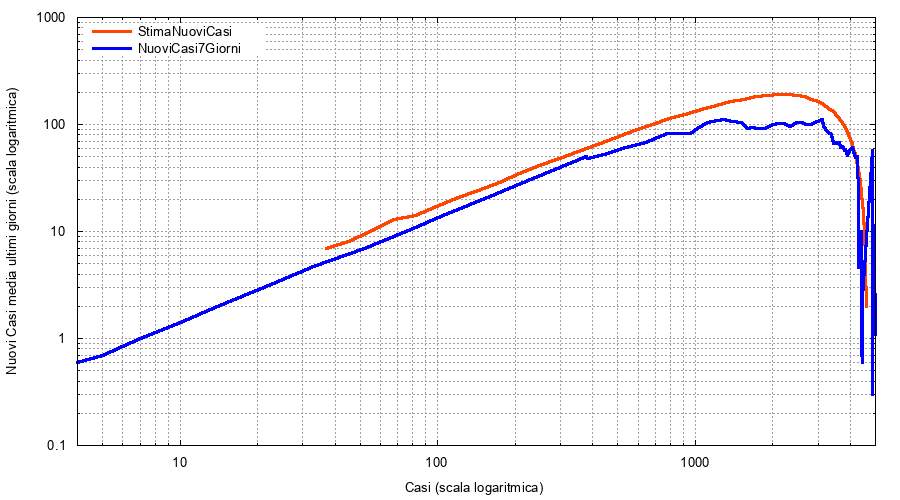 1000
StimaNuoviCasi
NuoviCasi7Giorni
100
10
1
0.1
Nuovi Casi media ultimi giorni (scala logaritmica)
10 100 1000
Casi (scala logaritmica)